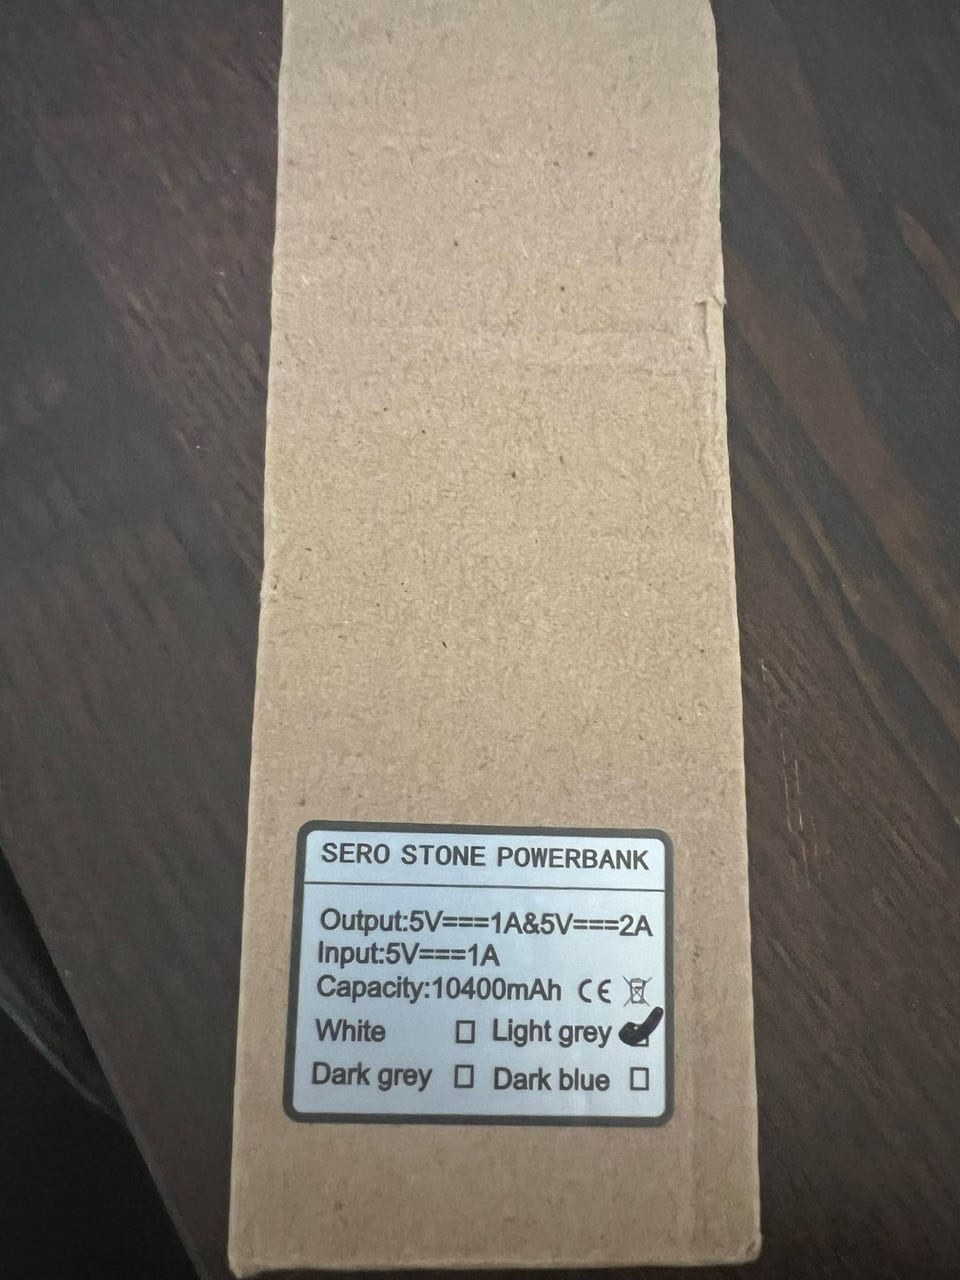 SERO STONE POWERBANK
Output:5V===1A&5V===2A
Input:5V===1A
Capacity:10400mAh CE
White □ Light grey ☑
Dark grey □ Dark blue □